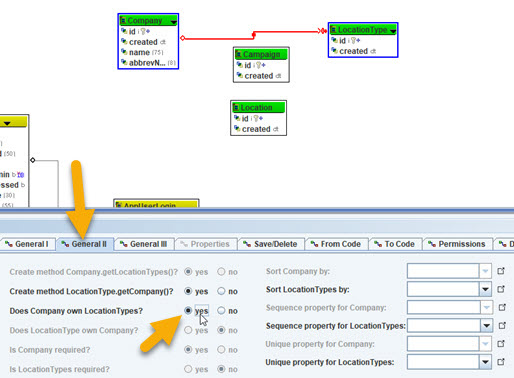 Company
id
created dt
name (75)
abbrevN... (8)
LocationType
id
created dt
Campaign
id
created dt
Location
id
created dt
(50)
(30)
(55)
AppUserLogin
General I
General II
General III
Properties
Save/Delete
From Code
To Code
Permissions
D
Create method Company.getLocationTypes()? yes no
Create method LocationType.getCompany()? yes no
Does Company own LocationTypes? yes no
Does LocationType own Company? yes no
Is Company required? yes no
Is LocationTypes required? yes no
Sort Company by:
Sort LocationTypes by:
Sequence property for Company:
Sequence property for LocationTypes:
Unique property for Company:
Unique property for LocationTypes: